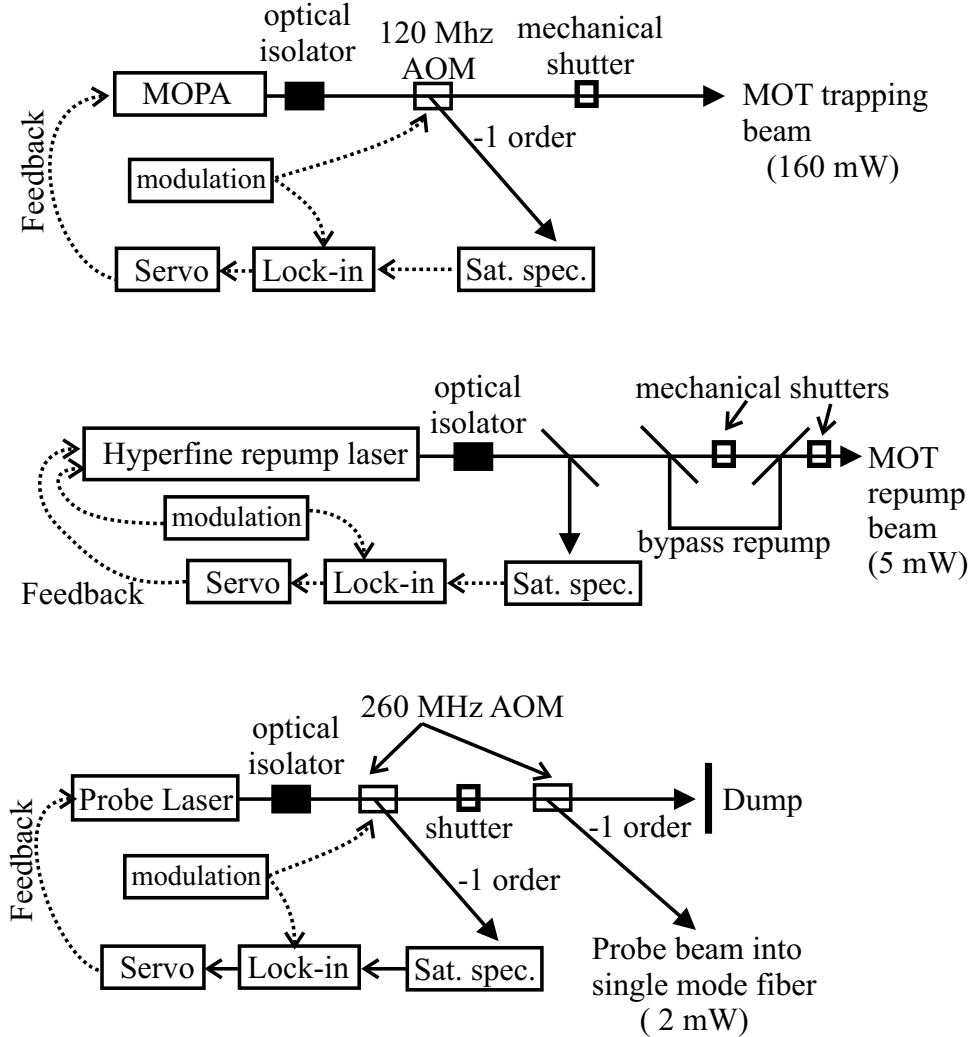 optical
isolator
120 Mhz
AOM
mechanical
shutter
MOPA
MOT trapping
beam
(160 mW)
-1 order
Feedback
modulation
Servo
Lock-in
Sat. spec.
optical
isolator
mechanical shutters
Hyperfine repump laser
MOT
repump
beam
(5 mW)
modulation
bypass repump
Feedback
Servo
Lock-in
Sat. spec.
260 MHz AOM
optical
isolator
Probe Laser
Dump
shutter
-1 order
Feedback
modulation
-1 order
Servo
Lock-in
Sat. spec.
Probe beam into
single mode fiber
( 2 mW)